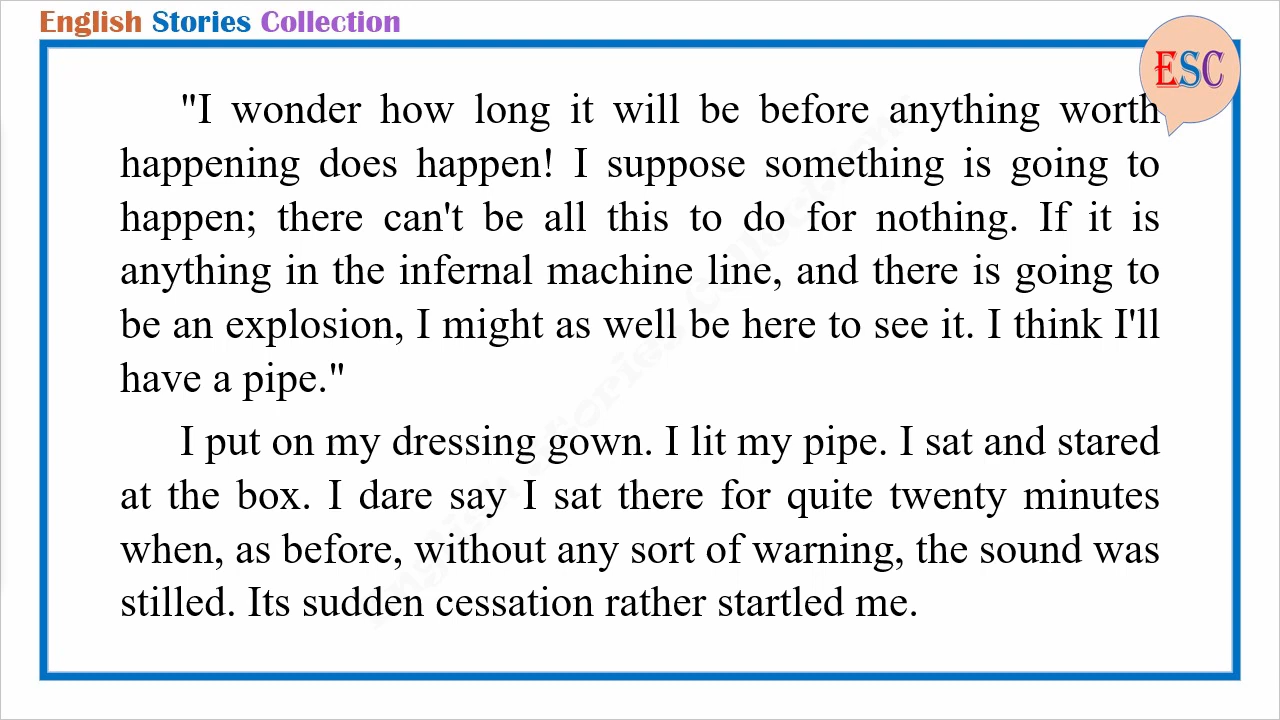 English Stories Collection
ESC
"I wonder how long it will be before anything worth
happening does happen! I suppose something is going to
happen; there can't be all this to do for nothing. If it is
anything in the infernal machine line, and there is going to
be an explosion, I might as well be here to see it. I think I'll
have a pipe."
I put on my dressing gown. I lit my pipe. I sat and stared
at the box. I dare say I sat there for quite twenty minutes
when, as before, without any sort of warning, the sound was
stilled. Its sudden cessation rather startled me.